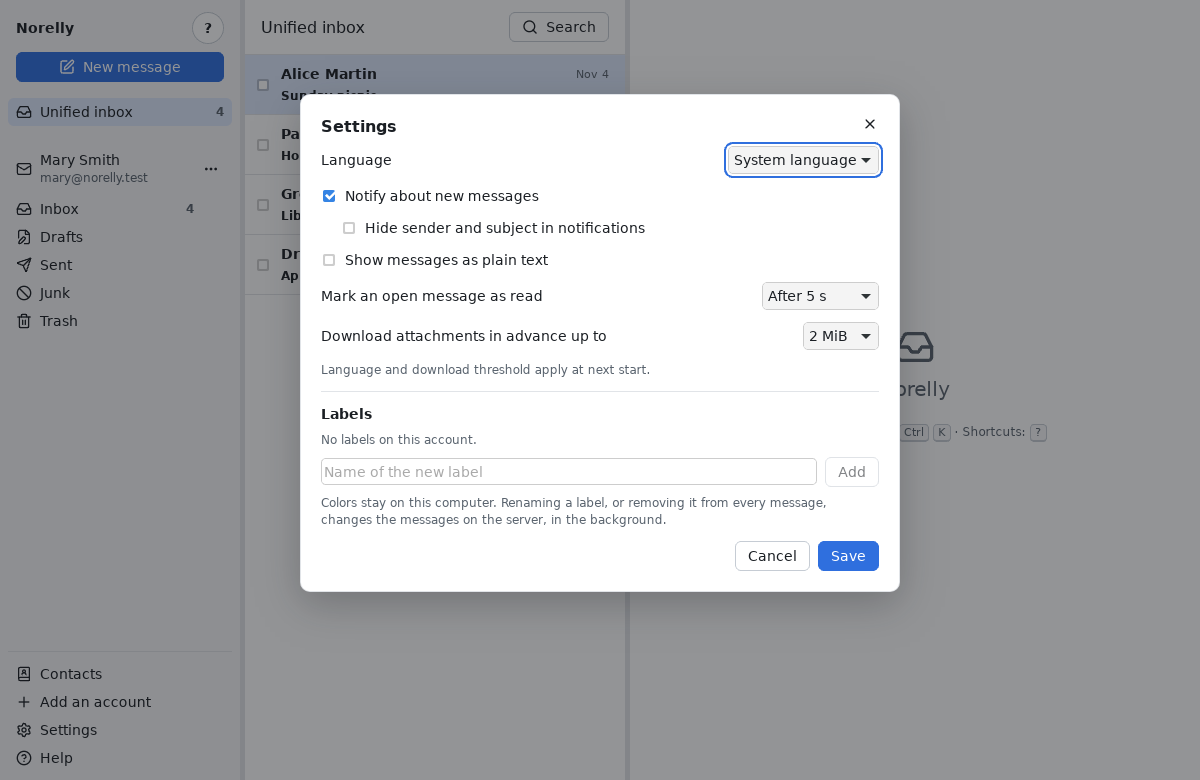 Norelly
?
New message
Unified inbox
4
Mary Smith
mary@norelly.test
Inbox
4
Drafts
Sent
Junk
Trash
Contacts
Add an account
Settings
Help
Unified inbox
Search
Alice Martin
Nov 4
Settings
Language
System language
Notify about new messages
Hide sender and subject in notifications
Show messages as plain text
Mark an open message as read
After 5 s
Download attachments in advance up to
2 MiB
Language and download threshold apply at next start.
Labels
No labels on this account.
Name of the new label
Add
Colors stay on this computer. Renaming a label, or removing it from every message,
changes the messages on the server, in the background.
Cancel
Save
Ctrl K · Shortcuts: ?